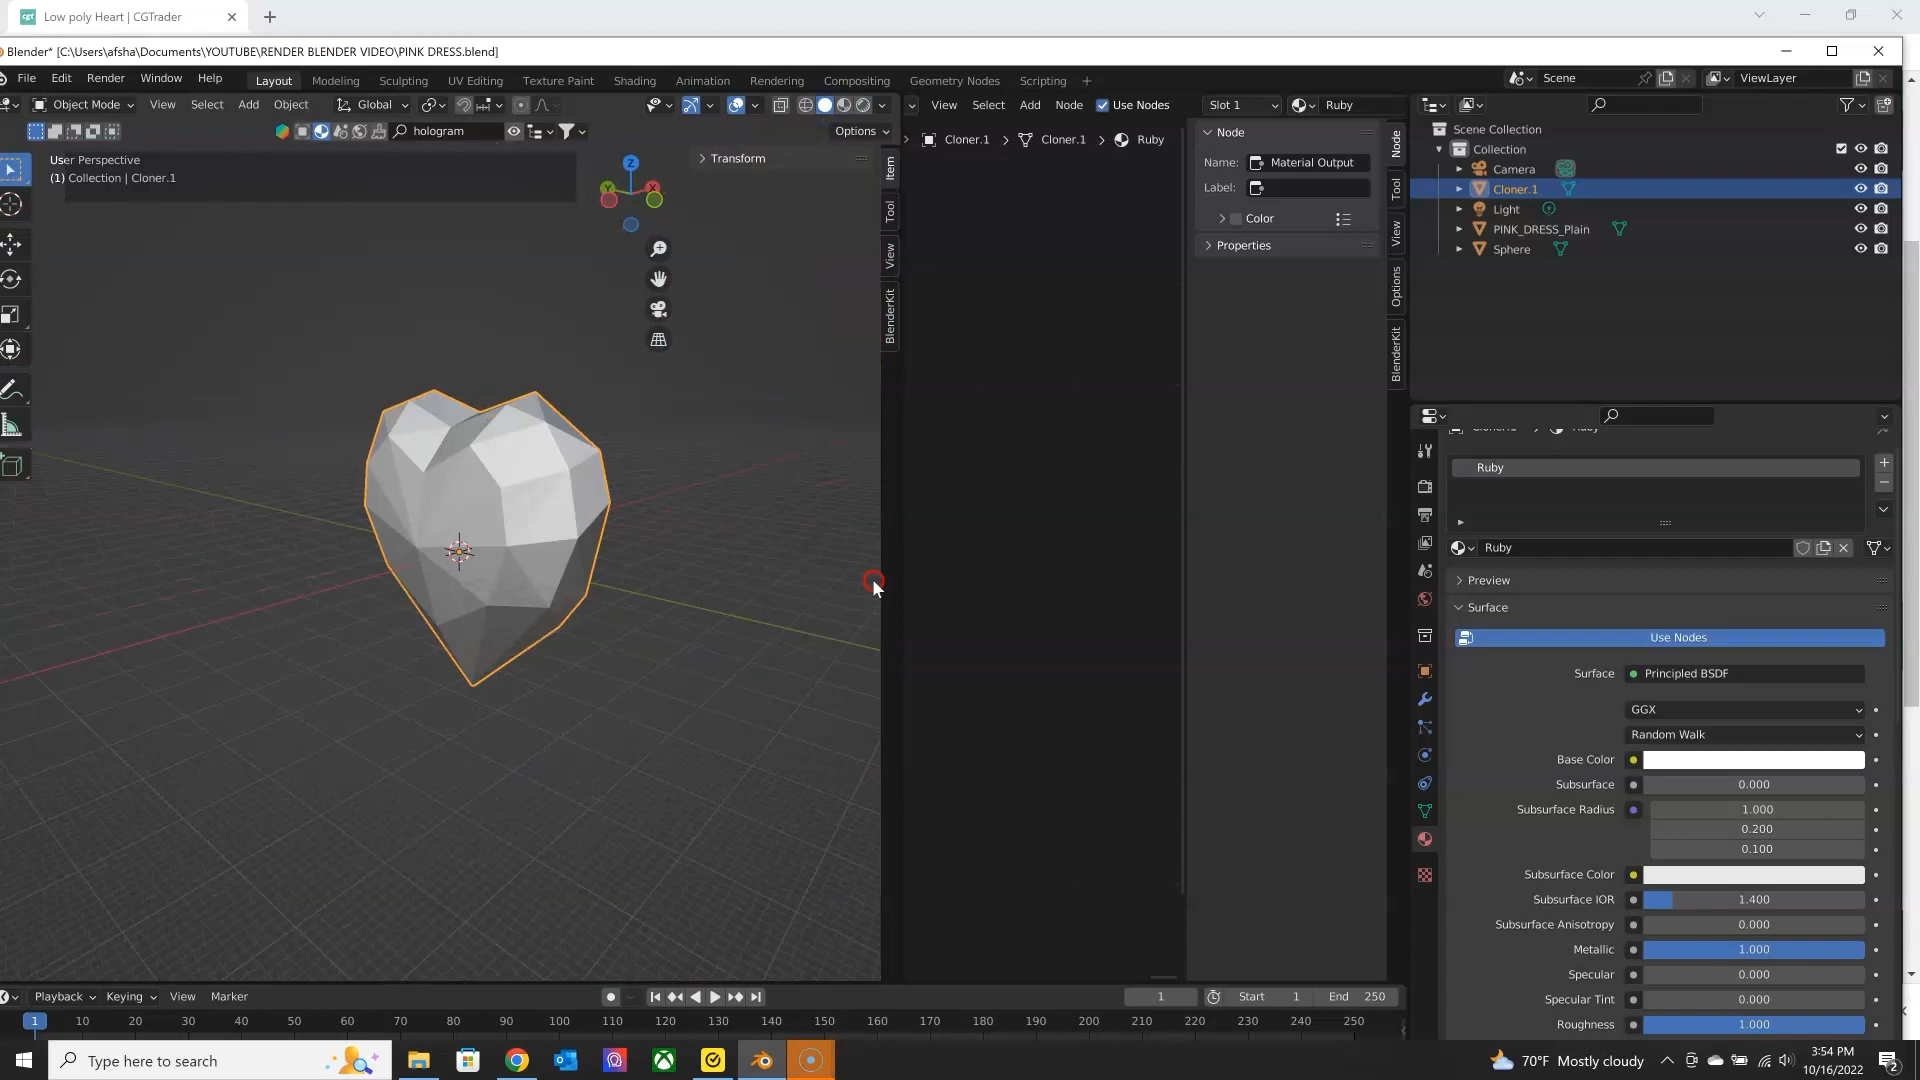 Low poly Heart | CGTrader
Blender* [C:\Users\afsha\Documents\YOUTUBE\RENDER BLENDER VIDEO\PINK DRESS.blend]
File Edit Render Window Help Layout Modeling Sculpting UV Editing Texture Paint Shading Animation Rendering Compositing Geometry Nodes Scripting Scene ViewLayer
Object Mode View Select Add Object Global View Select Add Node Use Nodes Slot 1 Ruby
hologram Options
Cloner.1 Cloner.1 Ruby
User Perspective
(1) Collection | Cloner.1
Transform
Item
Tool
View
BlenderKit
Node
Name: Material Output
Label:
Color
Properties
Node
Tool
View
Options
BlenderKit
Scene Collection
Collection
Camera
Cloner.1
Light
PINK_DRESS_Plain
Sphere
Ruby
Ruby
Preview
Surface
Use Nodes
Surface Principled BSDF
GGX
Random Walk
Base Color
Subsurface 0.000
Subsurface Radius 1.000
0.200
0.100
Subsurface Color
Subsurface IOR 1.400
Subsurface Anisotropy 0.000
Metallic 1.000
Specular 0.000
Specular Tint 0.000
Roughness 1.000
Playback Keying View Marker 1 Start 1 End 250
1 10 20 30 40 50 60 70 80 90 100 110 120 130 140 150 160 170 180 190 200 210 220 230 240 250
Type here to search
70°F Mostly cloudy
3:54 PM
10/16/2022
2